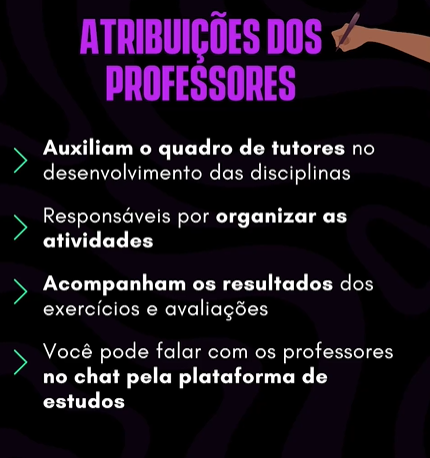 ATRIBUIÇÕES DOS
PROFESSORES
Auxiliam o quadro de tutores no
desenvolvimento das disciplinas
Responsáveis por organizar as
atividades
Acompanham os resultados dos
exercícios e avaliações
Você pode falar com os professores
no chat pela plataforma de
estudos